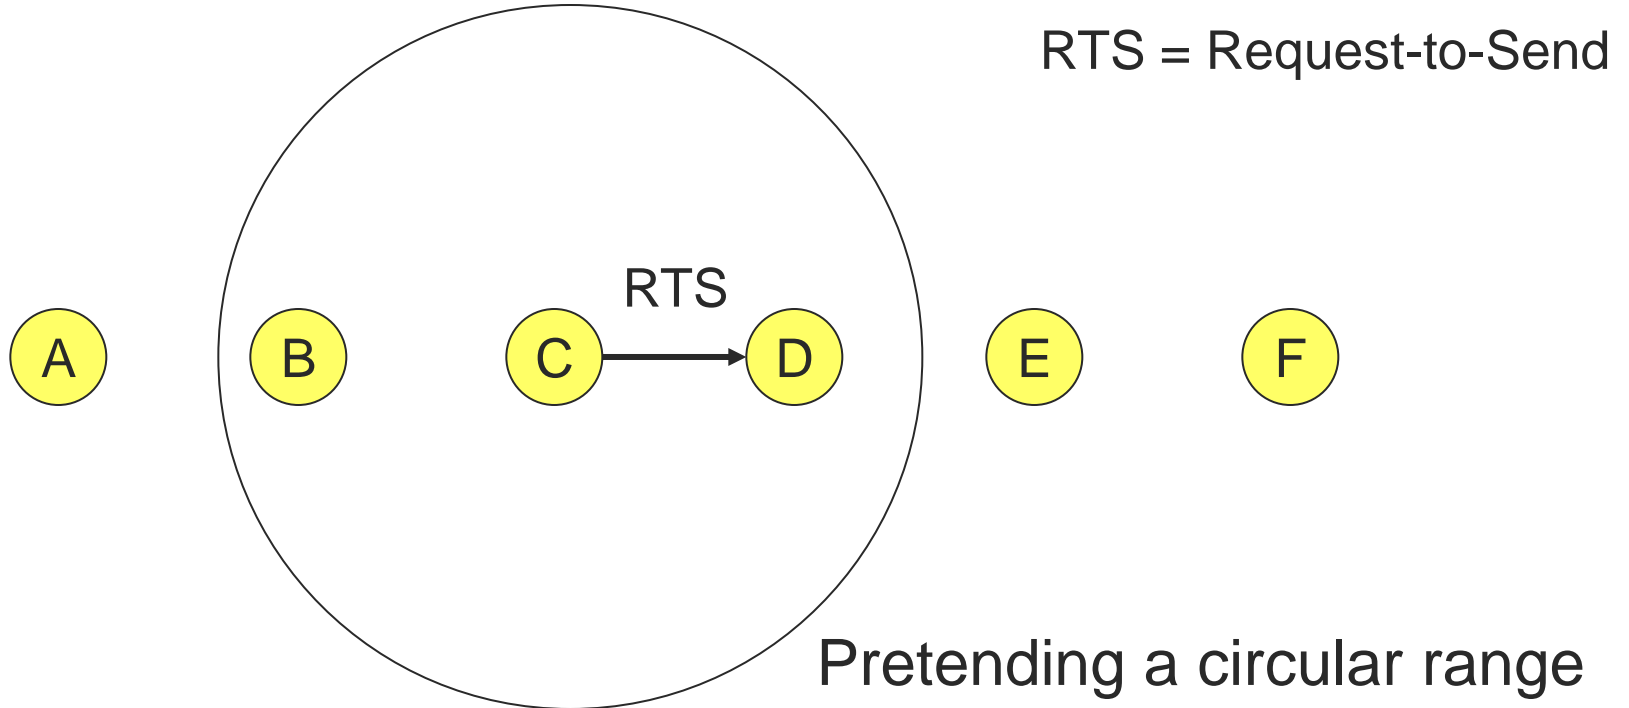 RTS = Request-to-Send
RTS
A B C D E F
Pretending a circular range